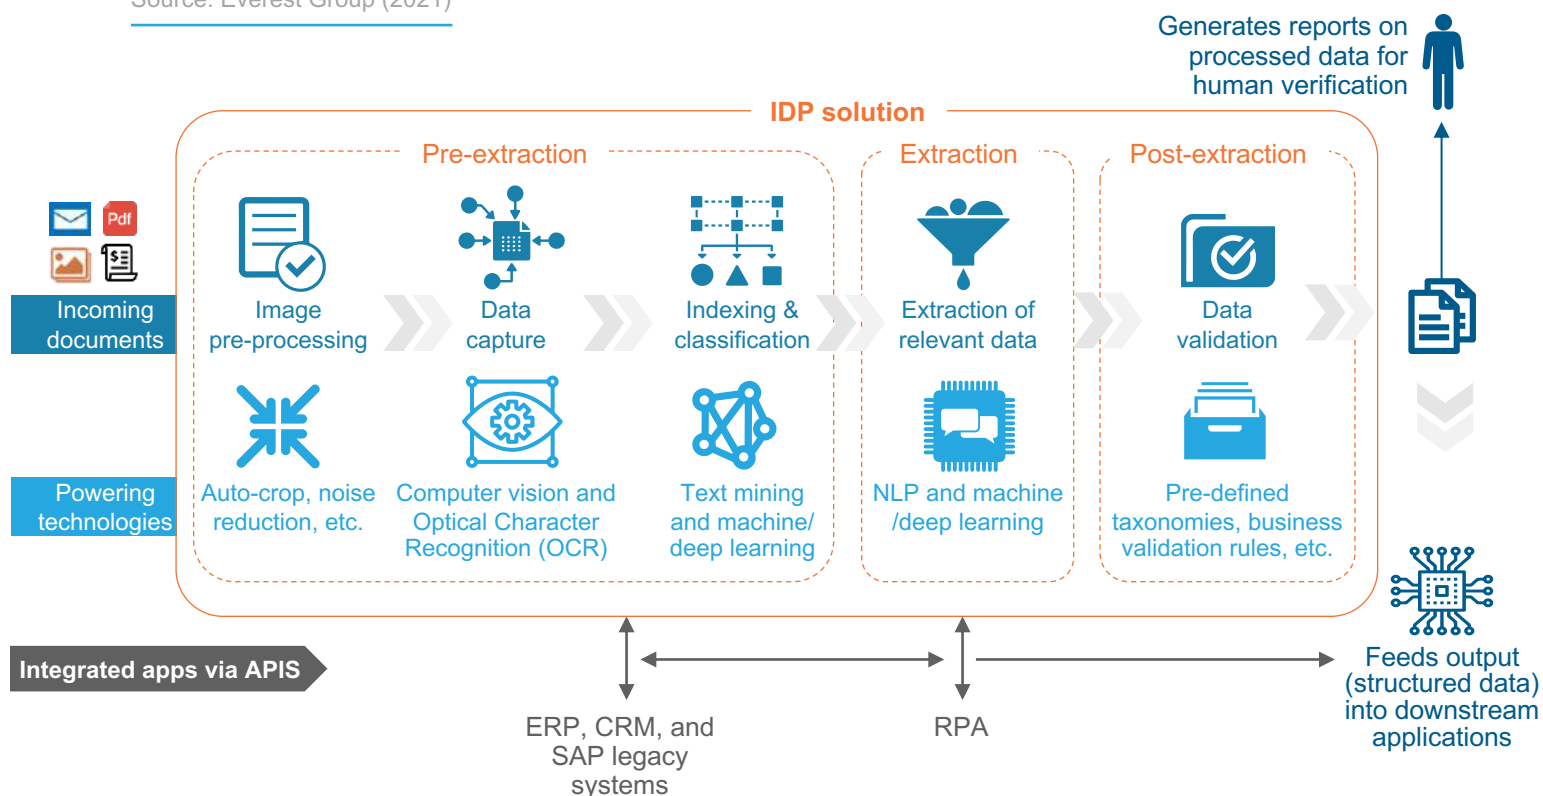 Source: Everest Group (2021)
Generates reports on
processed data for
human verification
IDP solution
Pre-extraction
Extraction
Post-extraction
Pdf
$
Incoming
documents
Image
pre-processing
Data
capture
Indexing &
classification
Extraction of
relevant data
Data
validation
Powering
technologies
Auto-crop, noise
reduction, etc.
Computer vision and
Optical Character
Recognition (OCR)
Text mining
and machine/
deep learning
NLP and machine
/deep learning
Pre-defined
taxonomies, business
validation rules, etc.
Integrated apps via APIS
ERP, CRM, and
SAP legacy
systems
RPA
Feeds output
(structured data)
into downstream
applications